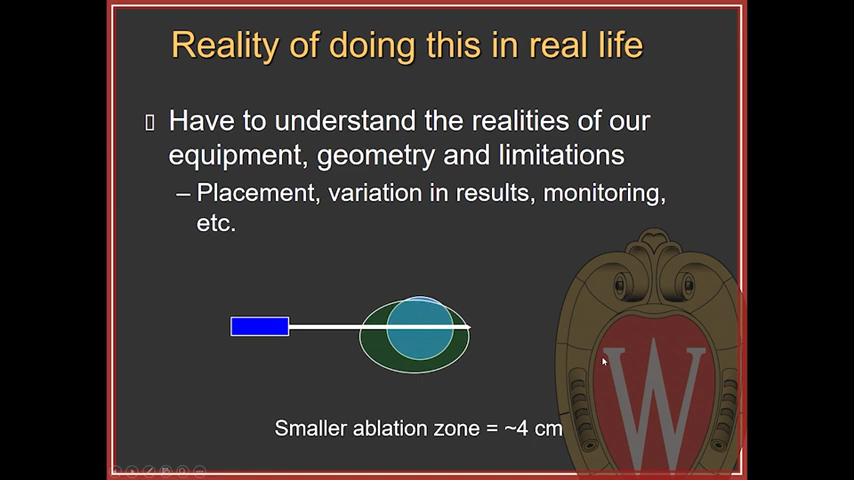 Reality of doing this in real life
Have to understand the realities of our
equipment, geometry and limitations
– Placement, variation in results, monitoring,
etc.
W
Smaller ablation zone = ~4 cm